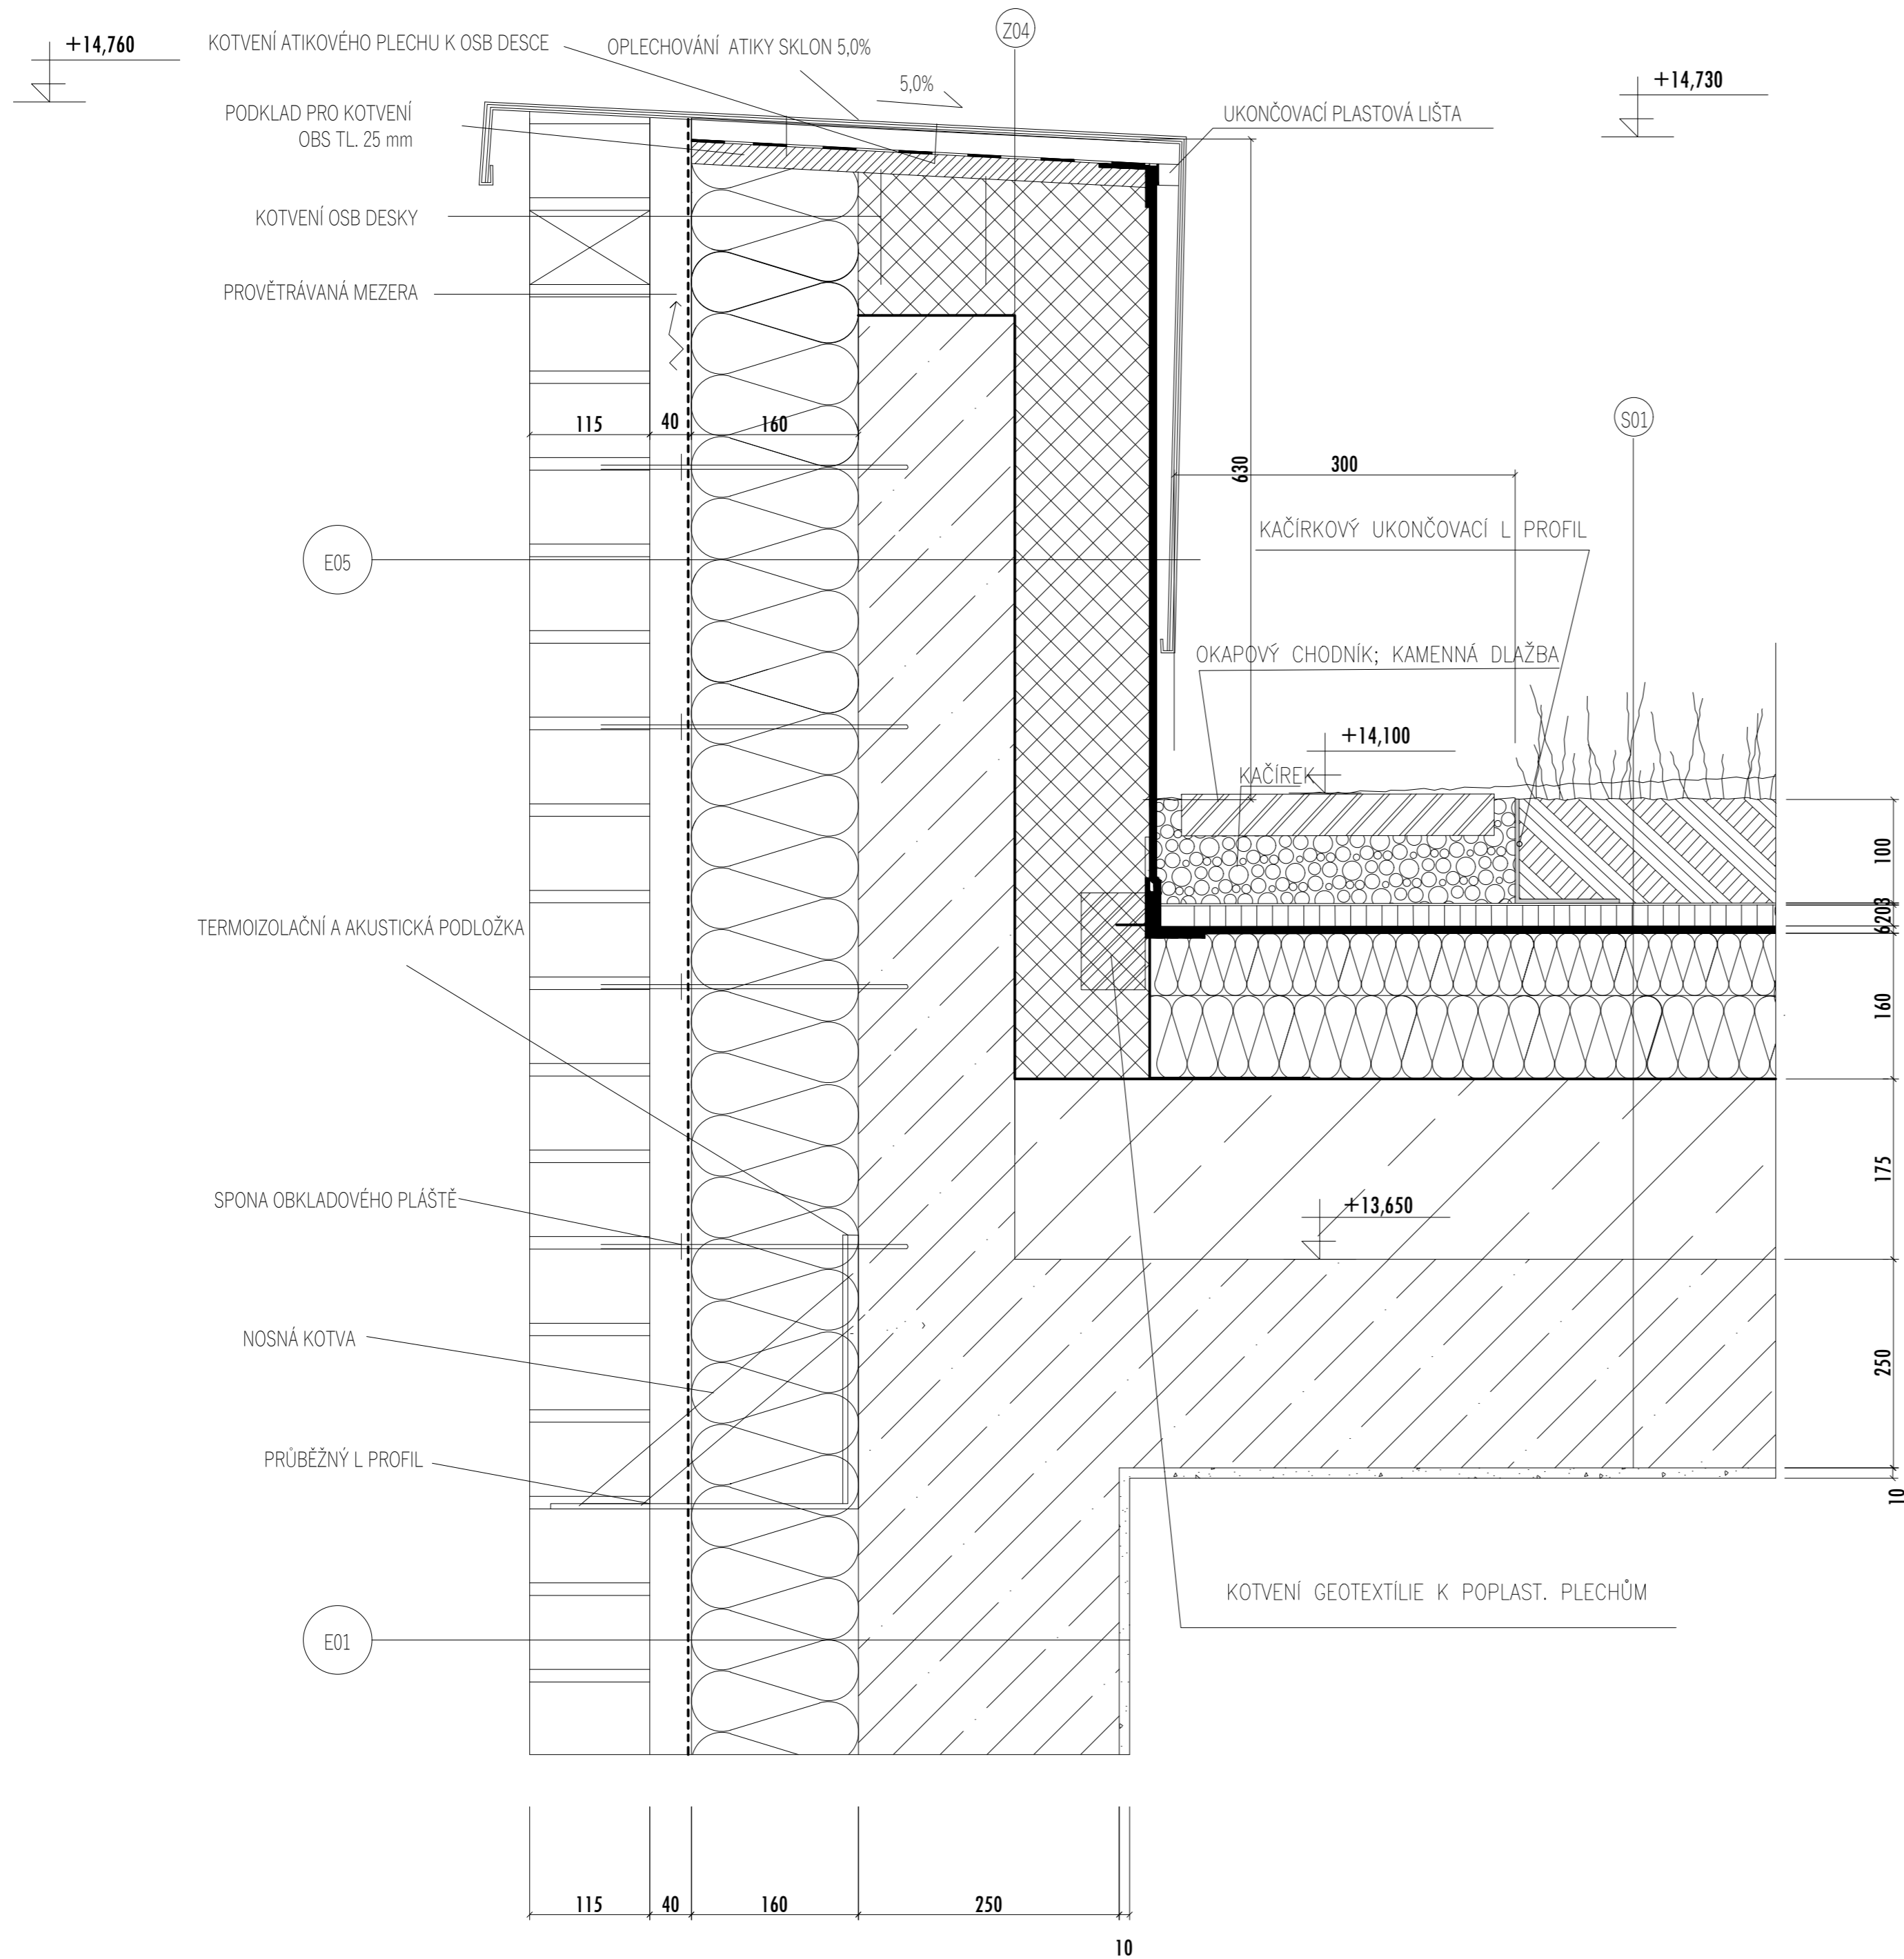 Z04
+14,760
KOTVENÍ ATIKOVÉHO PLECHU K OSB DESCE
OPLECHOVÁNÍ ATIKY SKLON 5,0%
5,0%
+14,730
PODKLAD PRO KOTVENÍ
OBS TL. 25 mm
UKONČOVACÍ PLASTOVÁ LIŠTA
KOTVENÍ OSB DESKY
PROVĚTRÁVANÁ MEZERA
115
40
160
S01
630
300
KAČÍRKOVÝ UKONČOVACÍ L PROFIL
E05
OKAPOVÝ CHODNÍK; KAMENNÁ DLAŽBA
+14,100
KAČÍREK
100
6203
TERMOIZOLAČNÍ A AKUSTICKÁ PODLOŽKA
160
175
SPONA OBKLADOVÉHO PLÁŠTĚ
+13,650
NOSNÁ KOTVA
250
PRŮBĚŽNÝ L PROFIL
10
KOTVENÍ GEOTEXTÍLIE K POPLAST. PLECHŮM
E01
115
40
160
250
10